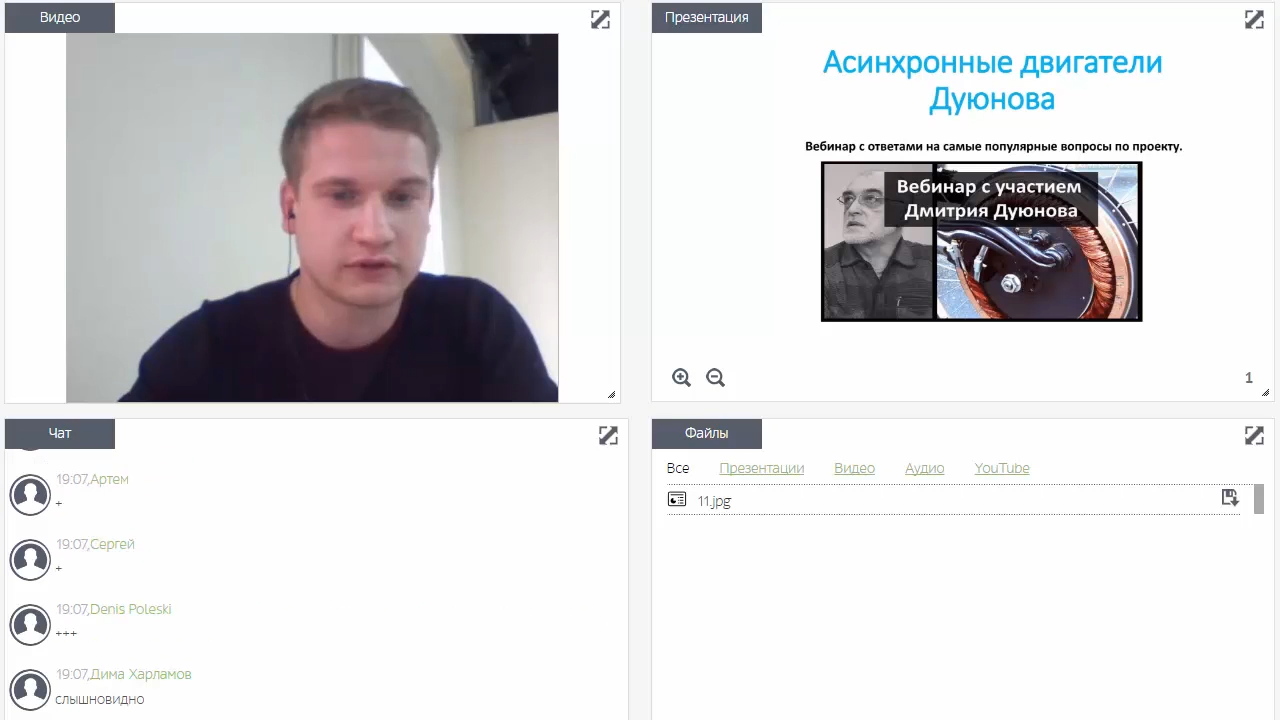 Видео
Презентация
Асинхронные двигатели
Дуюнова
Вебинар с ответами на самые популярные вопросы по проекту.
Вебинар с участием
Дмитрия Дуюнова
1
Чат
19:07,Артем
+
19:07,Сергей
+
19:07,Denis Poleski
+++
19:07,Дима Харламов
слышновидно
Файлы
Все Презентации Видео Аудио YouTube
11.jpg